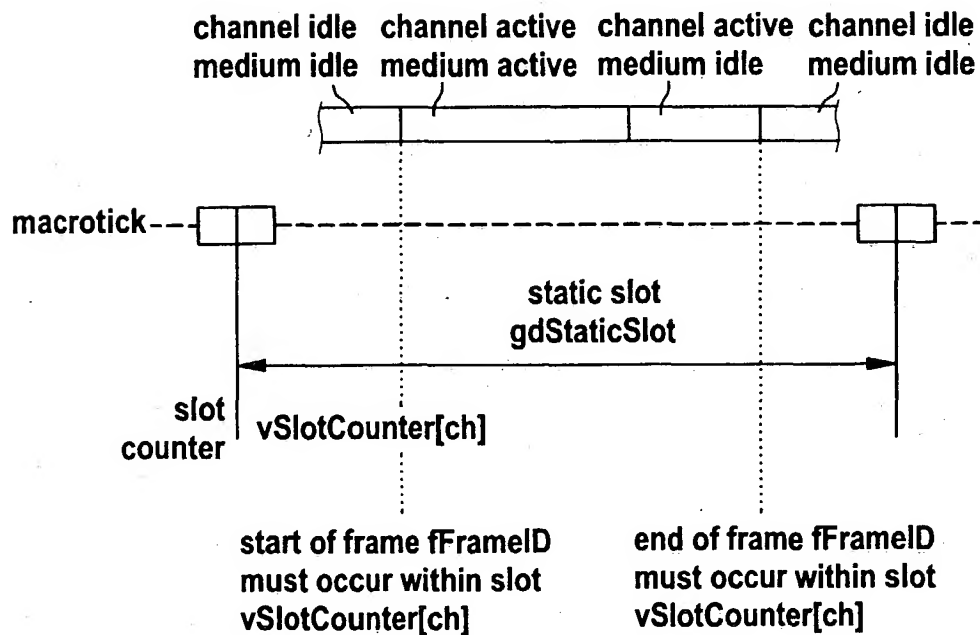 channel idle
medium idle
channel active
medium active
channel active
medium idle
channel idle
medium idle
macrotick
static slot
gdStaticSlot
slot
counter
vSlotCounter[ch]
start of frame fFrameID
must occur within slot
vSlotCounter[ch]
end of frame fFrameID
must occur within slot
vSlotCounter[ch]